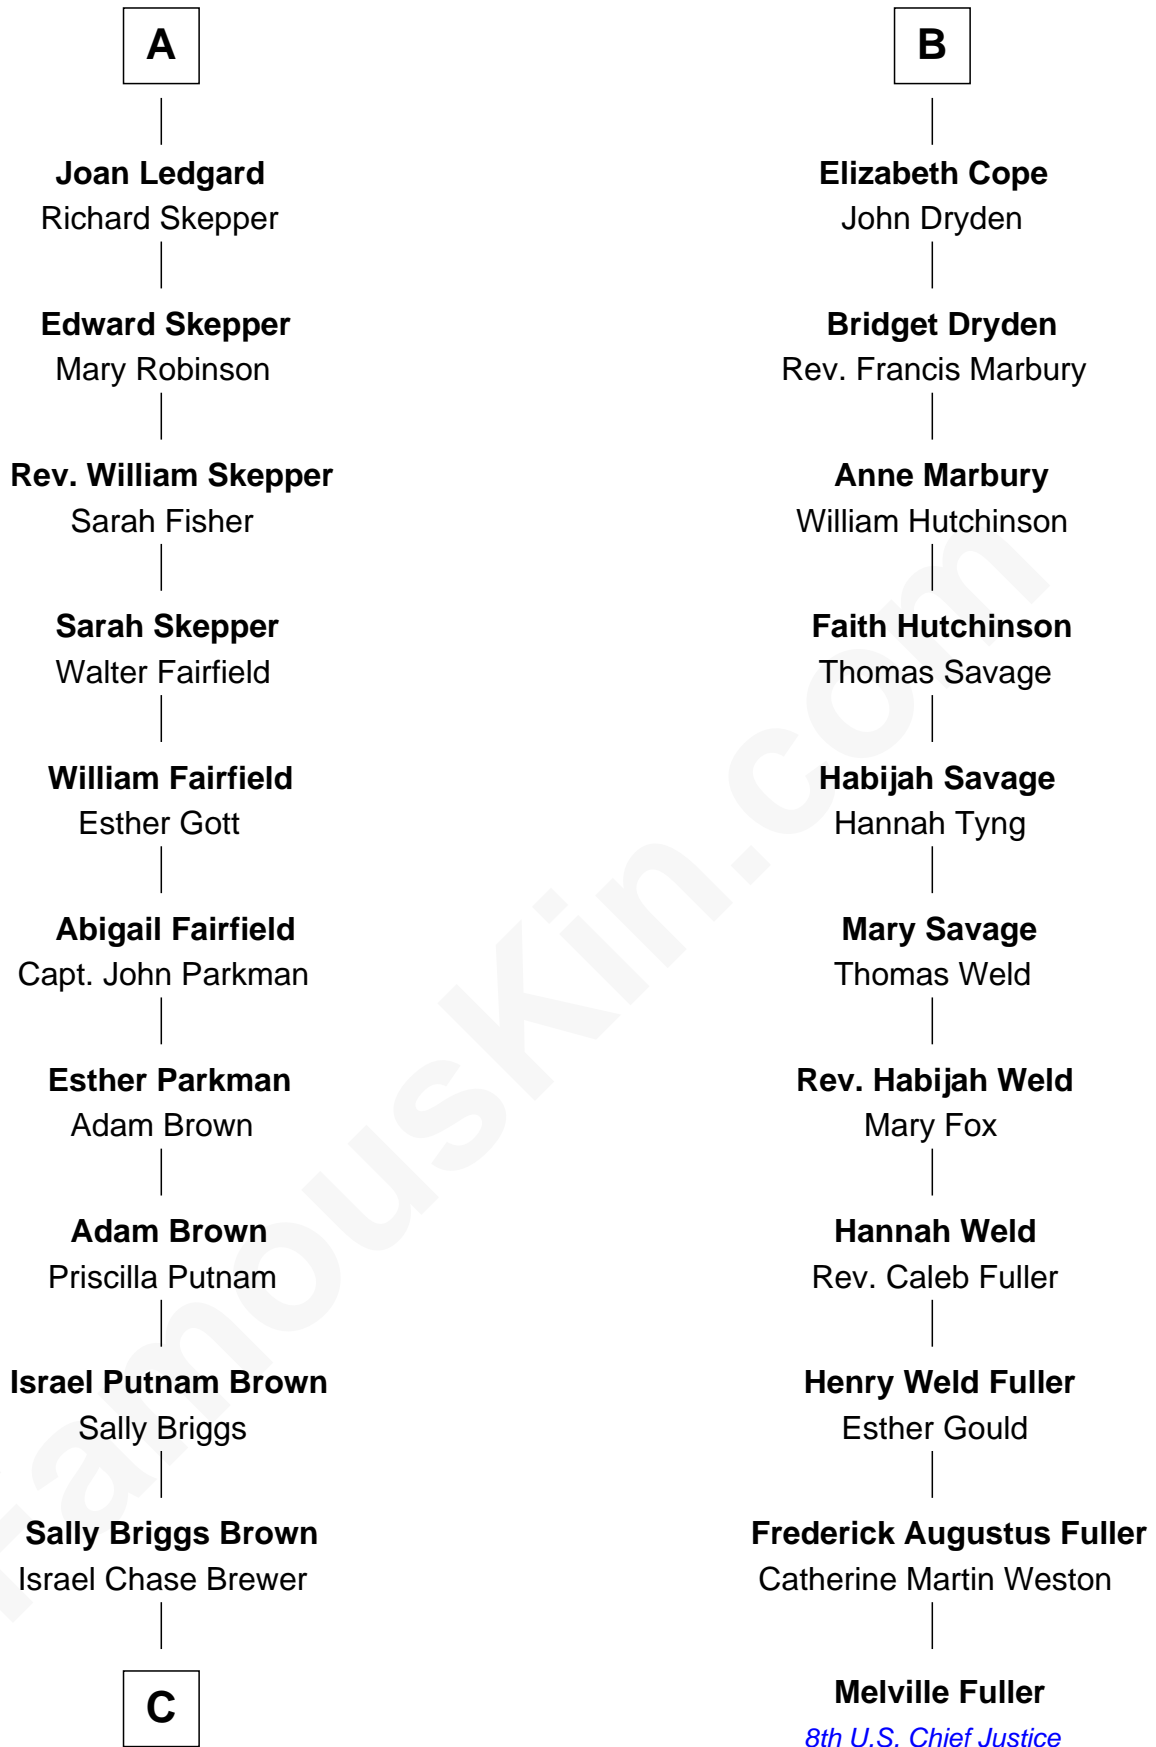 A
Joan Ledgard
Richard Skepper
Edward Skepper
Mary Robinson
Rev. William Skepper
Sarah Fisher
Sarah Skepper
Walter Fairfield
William Fairfield
Esther Gott
Abigail Fairfield
Capt. John Parkman
Esther Parkman
Adam Brown
Adam Brown
Priscilla Putnam
Israel Putnam Brown
Sally Briggs
Sally Briggs Brown
Israel Chase Brewer
C
B
Elizabeth Cope
John Dryden
Bridget Dryden
Rev. Francis Marbury
Anne Marbury
William Hutchinson
Faith Hutchinson
Thomas Savage
Habijah Savage
Hannah Tyng
Mary Savage
Thomas Weld
Rev. Habijah Weld
Mary Fox
Hannah Weld
Rev. Caleb Fuller
Henry Weld Fuller
Esther Gould
Frederick Augustus Fuller
Catherine Martin Weston
Melville Fuller
8th U.S. Chief Justice
FamousKin.com